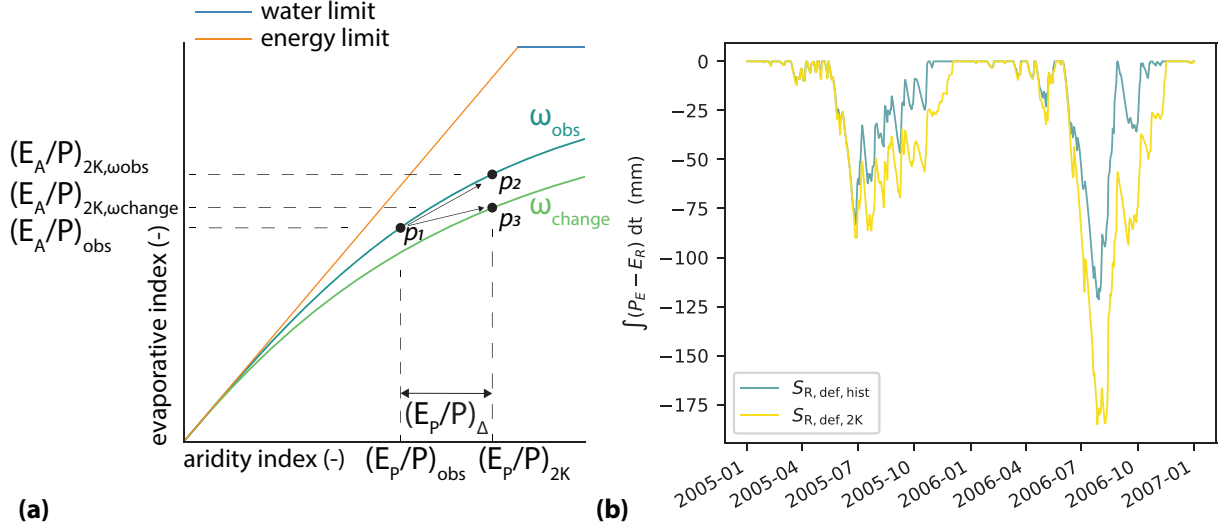 water limit
energy limit
evaporative index (-)
(E_A/P)_2K,ωobs
(E_A/P)_2K,ωchange
(E_A/P)_obs
ω_obs
ω_change
p1
p2
p3
(E_P/P)_Δ
aridity index (-)
(E_P/P)_obs
(E_P/P)_2K
(a)
∫(P_E − E_R) dt (mm)
0
−25
−50
−75
−100
−125
−150
−175
S_R, def, hist
S_R, def, 2K
2005-01
2005-04
2005-07
2005-10
2006-01
2006-04
2006-07
2006-10
2007-01
(b)